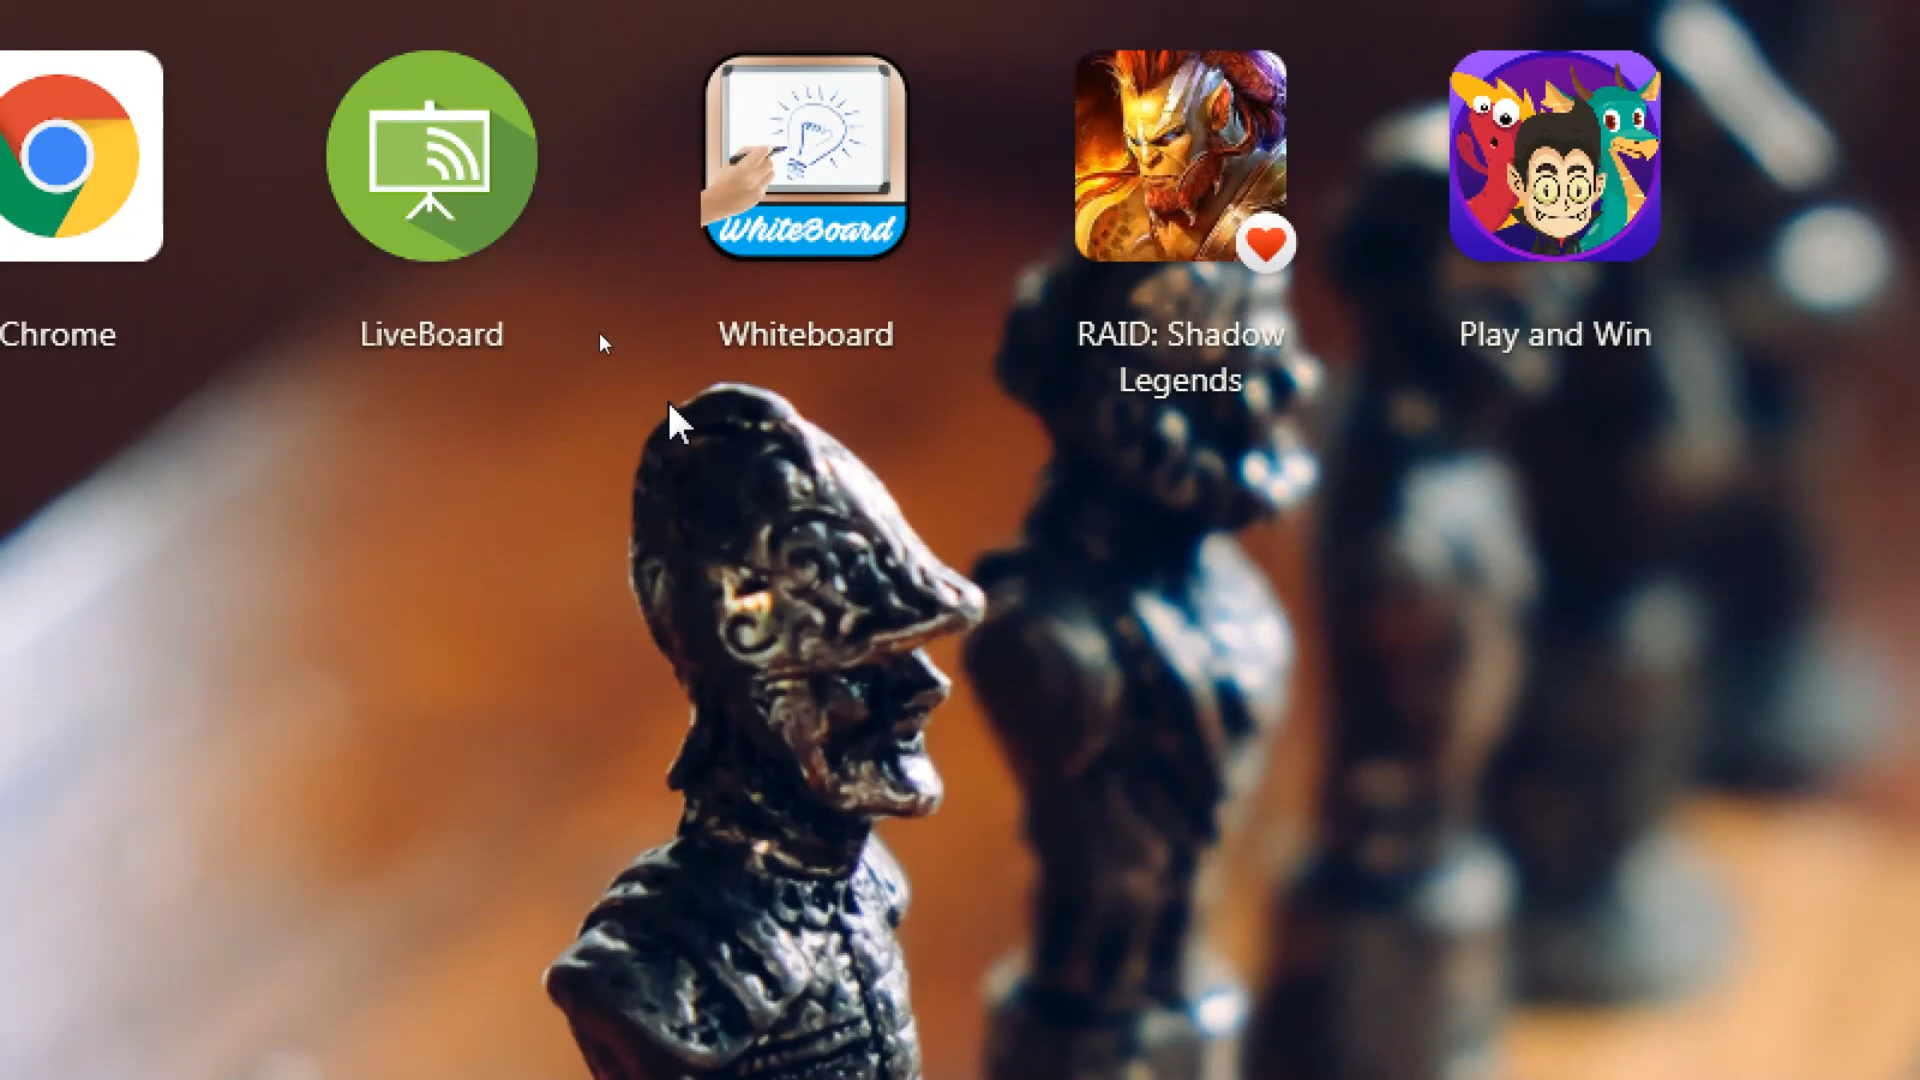 WhiteBoard
Chrome
LiveBoard
Whiteboard
RAID: Shadow
Legends
Play and Win